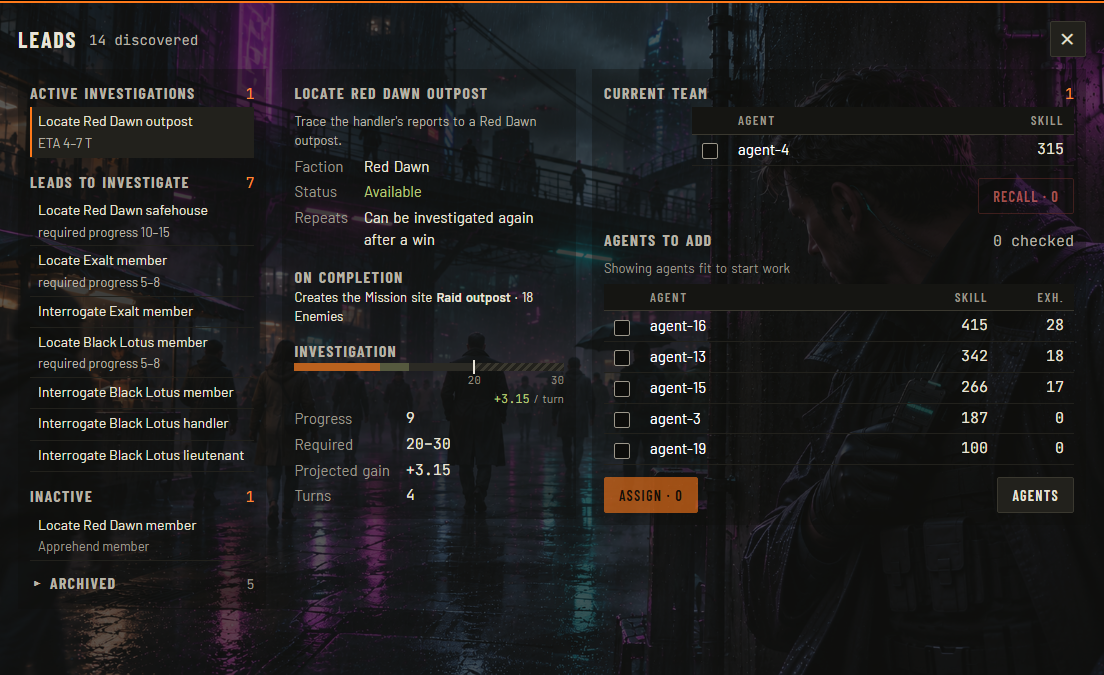 LEADS 14 discovered
✕
ACTIVE INVESTIGATIONS 1
Locate Red Dawn outpost
ETA 4–7 T
LEADS TO INVESTIGATE 7
Locate Red Dawn safehouse
required progress 10–15
Locate Exalt member
required progress 5–8
Interrogate Exalt member
Locate Black Lotus member
required progress 5–8
Interrogate Black Lotus member
Interrogate Black Lotus handler
Interrogate Black Lotus lieutenant
INACTIVE 1
Locate Red Dawn member
Apprehend member
► ARCHIVED 5
LOCATE RED DAWN OUTPOST
Trace the handler's reports to a Red Dawn
outpost.
Faction Red Dawn
Status Available
Repeats Can be investigated again
after a win
ON COMPLETION
Creates the Mission site Raid outpost · 18
Enemies
INVESTIGATION
20 30
+3.15 / turn
Progress 9
Required 20–30
Projected gain +3.15
Turns 4
CURRENT TEAM 1
AGENT SKILL
agent-4 315
RECALL · 0
AGENTS TO ADD 0 checked
Showing agents fit to start work
AGENT SKILL EXH.
agent-16 415 28
agent-13 342 18
agent-15 266 17
agent-3 187 0
agent-19 100 0
ASSIGN · 0 AGENTS